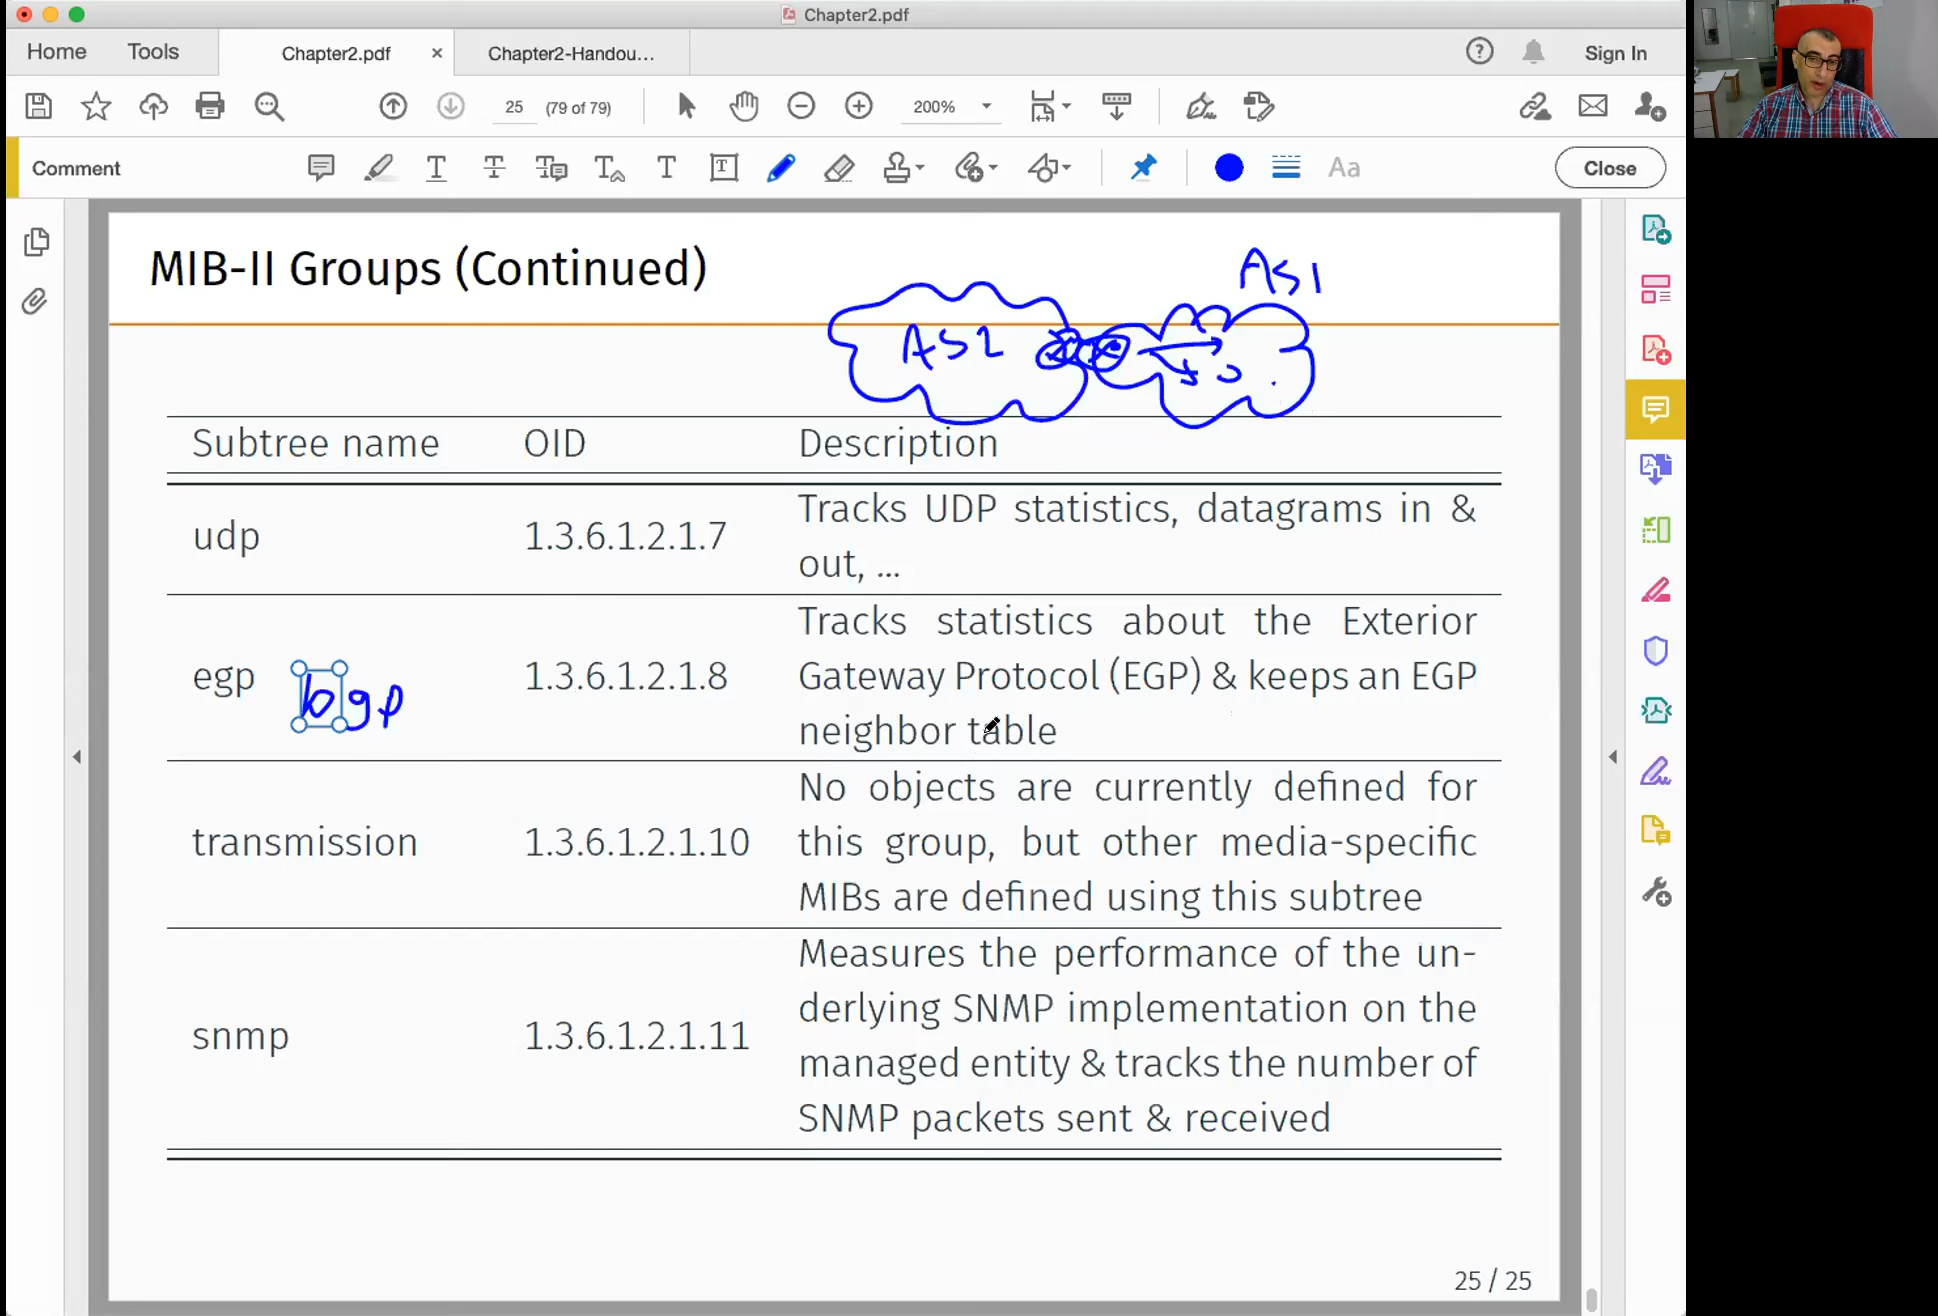 Chapter2.pdf
Home Tools Chapter2.pdf × Chapter2-Handou... Sign In
25 (79 of 79) 200%
Comment Aa Close
MIB-II Groups (Continued)
AS1
AS2
Subtree name OID Description
udp 1.3.6.1.2.1.7 Tracks UDP statistics, datagrams in &
out, ...
egp bgp 1.3.6.1.2.1.8 Tracks statistics about the Exterior
Gateway Protocol (EGP) & keeps an EGP
neighbor table
transmission 1.3.6.1.2.1.10 No objects are currently defined for
this group, but other media-specific
MIBs are defined using this subtree
snmp 1.3.6.1.2.1.11 Measures the performance of the un-
derlying SNMP implementation on the
managed entity & tracks the number of
SNMP packets sent & received
25 / 25